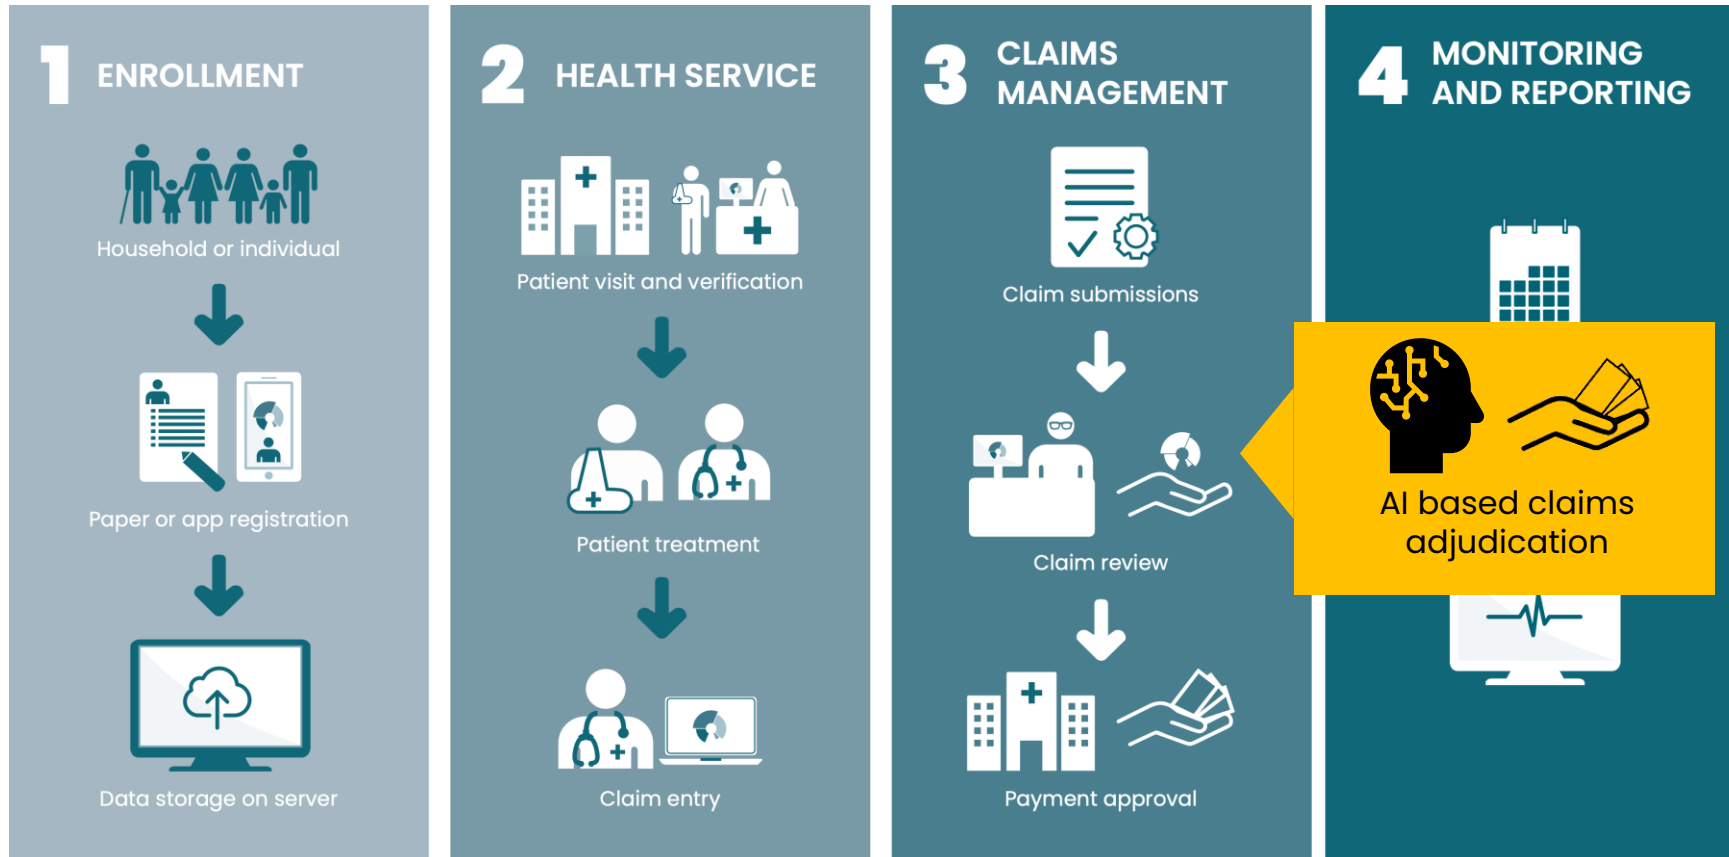 1 ENROLLMENT
Household or individual
Paper or app registration
Data storage on server
2 HEALTH SERVICE
Patient visit and verification
Patient treatment
Claim entry
3 CLAIMS
MANAGEMENT
Claim submissions
Claim review
Payment approval
4 MONITORING
AND REPORTING
AI based claims
adjudication